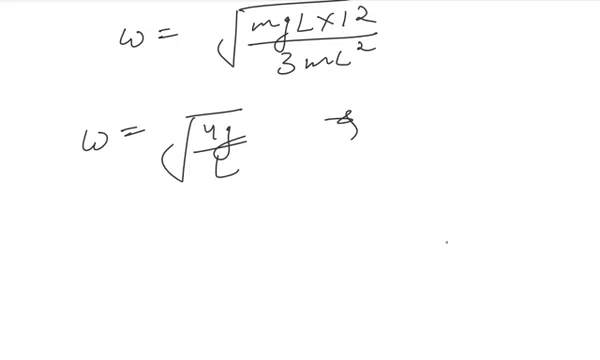 ω = √(mgL×12 / 3mL²)
ω = √(4g / L)